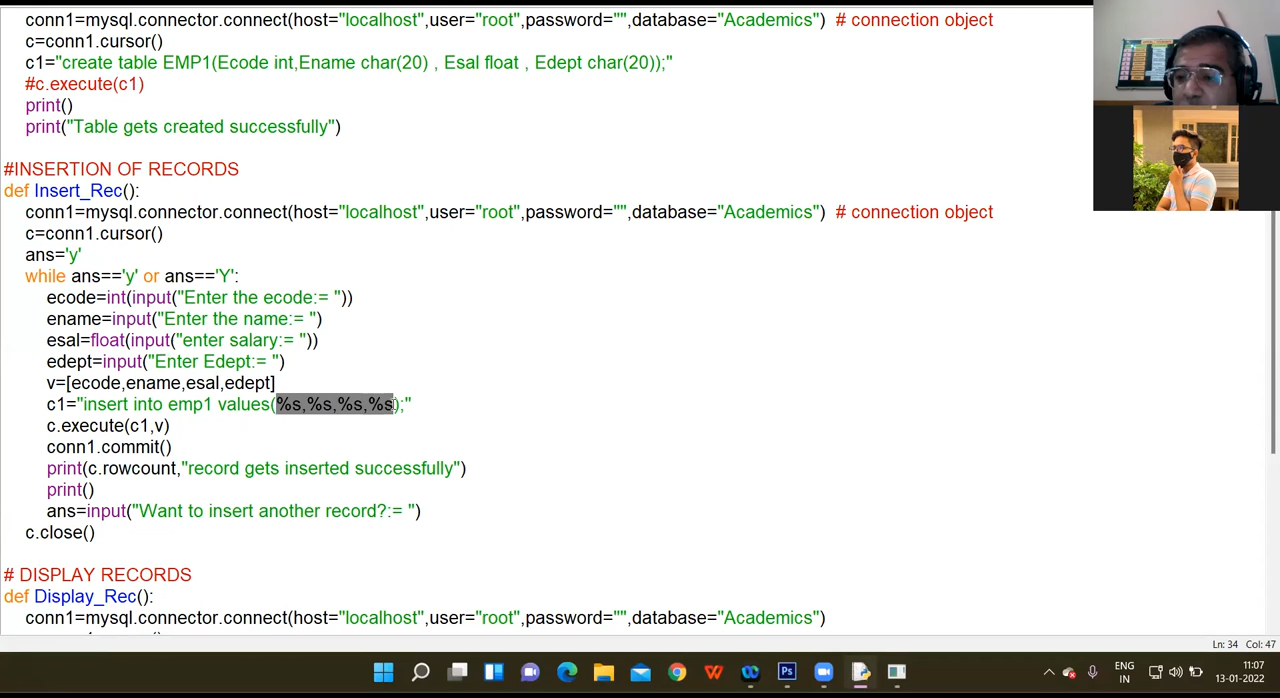 conn1=mysql.connector.connect(host="localhost",user="root",password="",database="Academics")  # connection object
c=conn1.cursor()
c1="create table EMP1(Ecode int,Ename char(20) , Esal float , Edept char(20));"
#c.execute(c1)
print()
print("Table gets created successfully")
#INSERTION OF RECORDS
def Insert_Rec():
conn1=mysql.connector.connect(host="localhost",user="root",password="",database="Academics")  # connection object
c=conn1.cursor()
ans='y'
while ans=='y' or ans=='Y':
ecode=int(input("Enter the ecode:= "))
ename=input("Enter the name:= ")
esal=float(input("enter salary:= "))
edept=input("Enter Edept:= ")
v=[ecode,ename,esal,edept]
c1="insert into emp1 values(%s,%s,%s,%s);"
c.execute(c1,v)
conn1.commit()
print(c.rowcount,"record gets inserted successfully")
print()
ans=input("Want to insert another record?:= ")
c.close()
# DISPLAY RECORDS
def Display_Rec():
conn1=mysql.connector.connect(host="localhost",user="root",password="",database="Academics")
Ln: 34 Col: 47
Ps
ENG
IN
11:07
13-01-2022